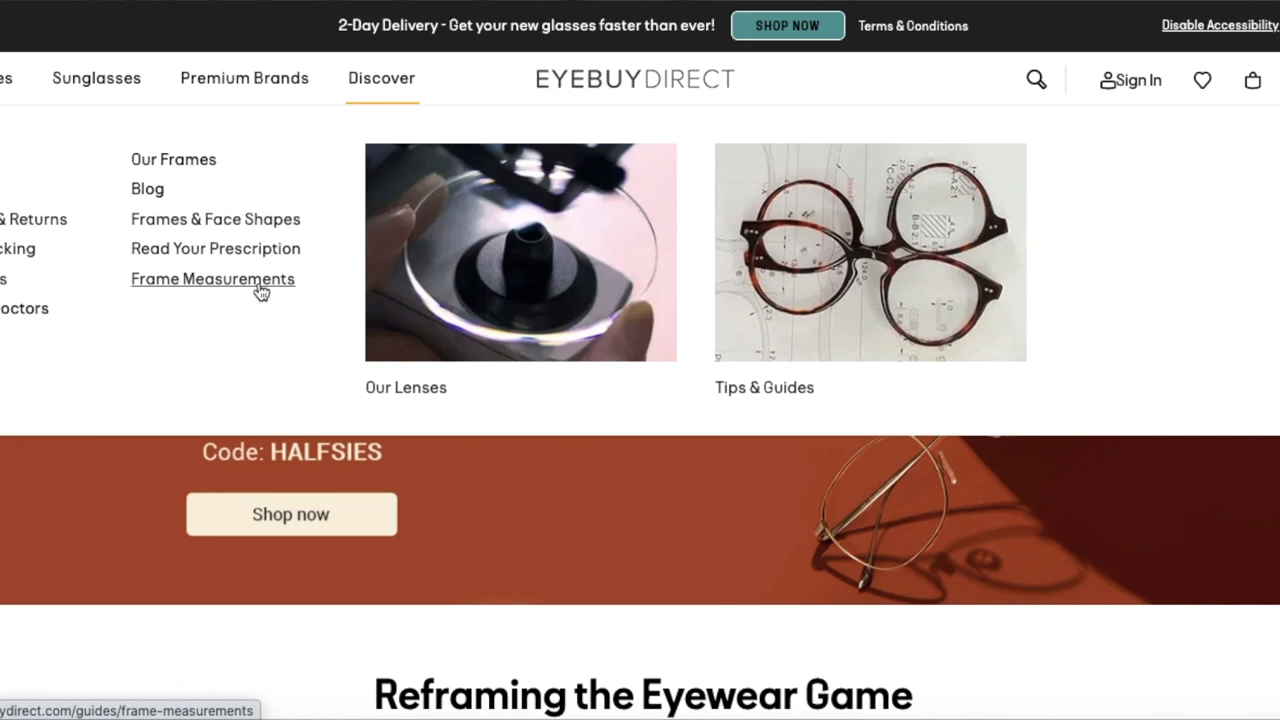 2-Day Delivery - Get your new glasses faster than ever! SHOP NOW Terms & Conditions Disable Accessibility
es Sunglasses Premium Brands Discover EYEBUYDIRECT Sign In
Our Frames
Blog
& Returns Frames & Face Shapes
cking Read Your Prescription
s Frame Measurements
octors
Our Lenses Tips & Guides
Code: HALFSIES
Shop now
Reframing the Eyewear Game
ydirect.com/guides/frame-measurements